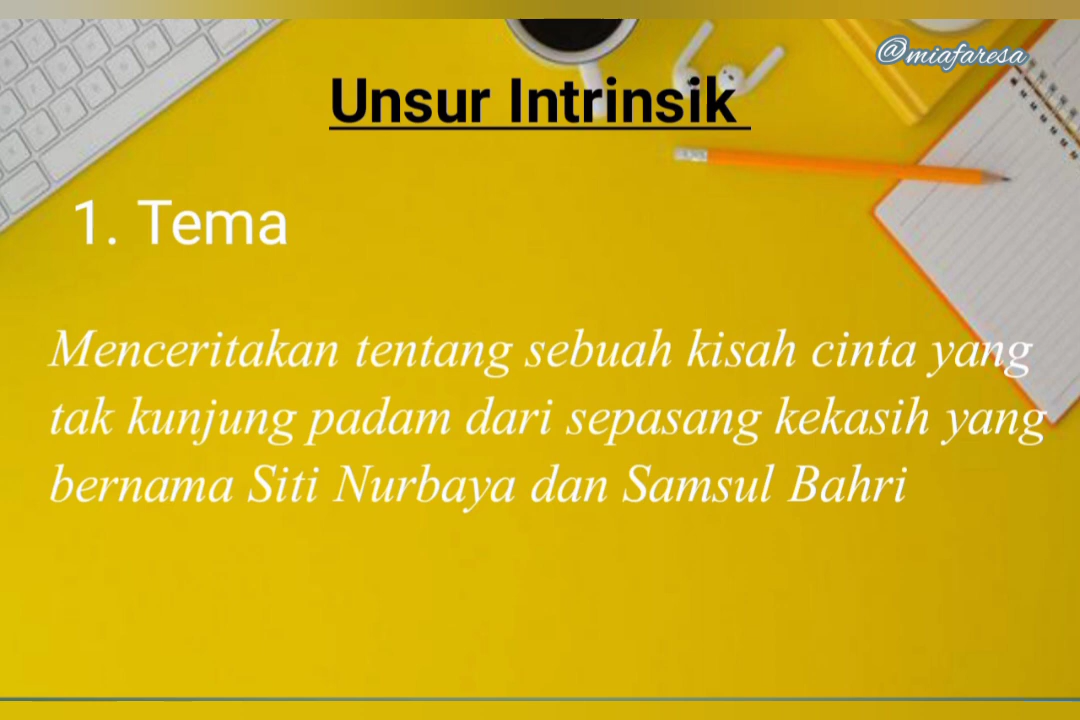 @miafaresa
Unsur Intrinsik
1. Tema
Menceritakan tentang sebuah kisah cinta yang
tak kunjung padam dari sepasang kekasih yang
bernama Siti Nurbaya dan Samsul Bahri